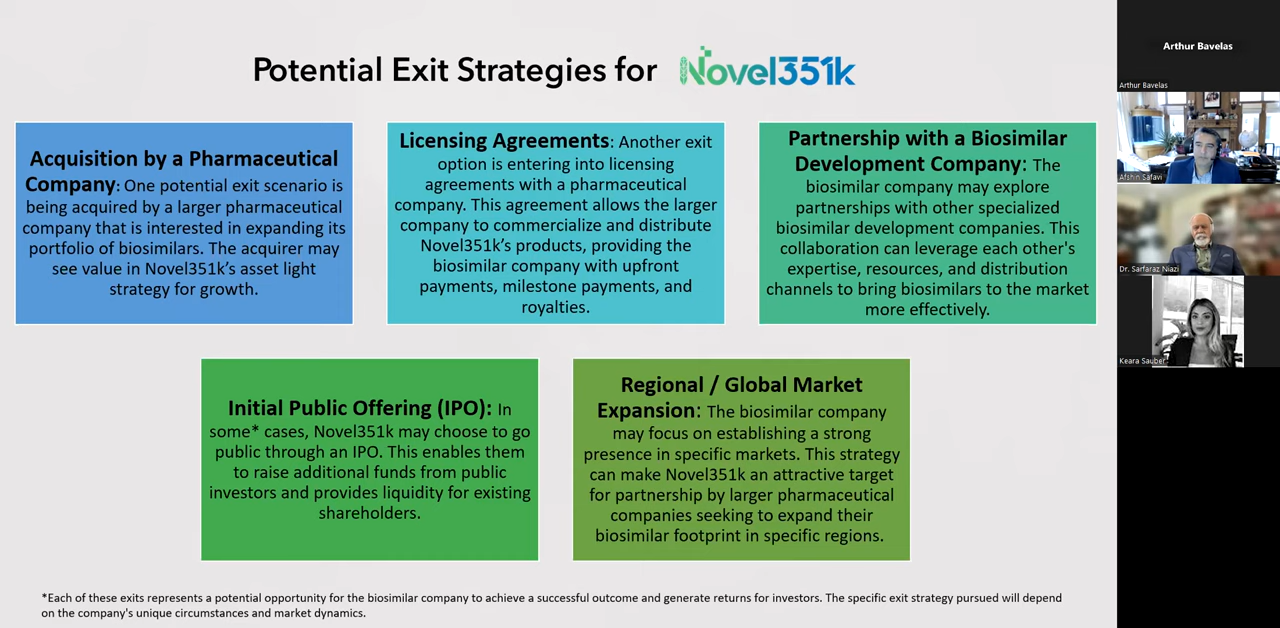 Potential Exit Strategies for Novel351k
Acquisition by a Pharmaceutical
Company: One potential exit scenario is
being acquired by a larger pharmaceutical
company that is interested in expanding its
portfolio of biosimilars. The acquirer may
see value in Novel351k's asset light
strategy for growth.
Licensing Agreements: Another exit
option is entering into licensing
agreements with a pharmaceutical
company. This agreement allows the larger
company to commercialize and distribute
Novel351k's products, providing the
biosimilar company with upfront
payments, milestone payments, and
royalties.
Partnership with a Biosimilar
Development Company: The
biosimilar company may explore
partnerships with other specialized
biosimilar development companies. This
collaboration can leverage each other's
expertise, resources, and distribution
channels to bring biosimilars to the market
more effectively.
Initial Public Offering (IPO): In
some* cases, Novel351k may choose to go
public through an IPO. This enables them
to raise additional funds from public
investors and provides liquidity for existing
shareholders.
Regional / Global Market
Expansion: The biosimilar company
may focus on establishing a strong
presence in specific markets. This strategy
can make Novel351k an attractive target
for partnership by larger pharmaceutical
companies seeking to expand their
biosimilar footprint in specific regions.
*Each of these exits represents a potential opportunity for the biosimilar company to achieve a successful outcome and generate returns for investors. The specific exit strategy pursued will depend
on the company's unique circumstances and market dynamics.
Arthur Bavelas
Arthur Bavelas
Afshin Safavi
Dr. Sarfaraz Niazi
Keara Sauber